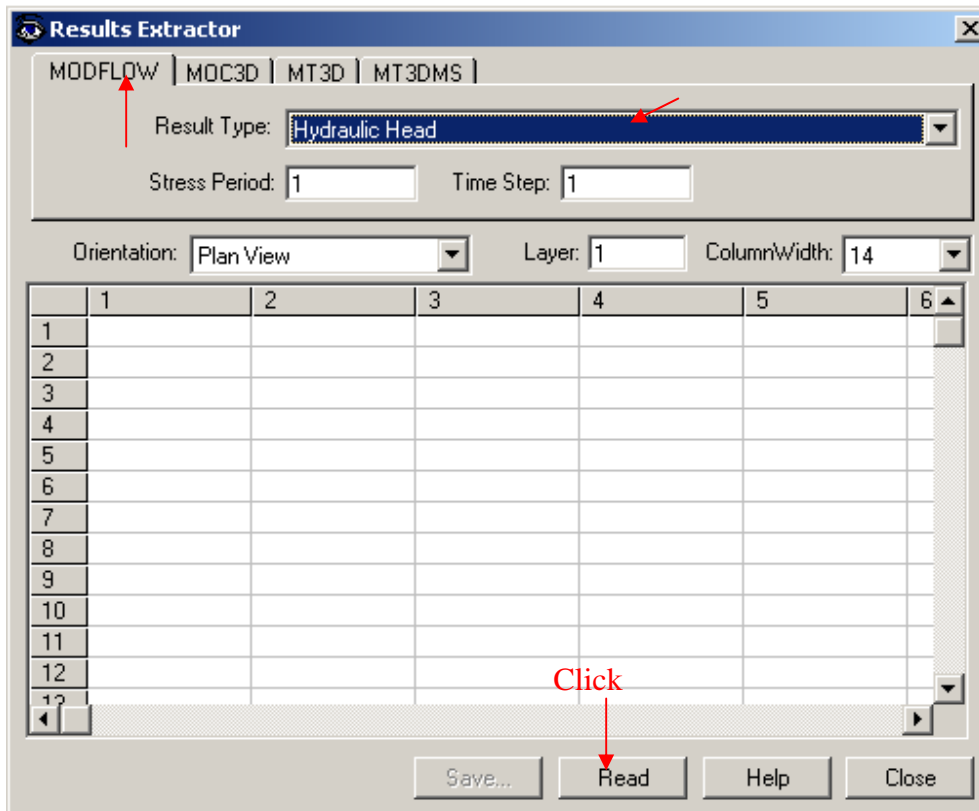 Results Extractor
MODFLOW MOC3D MT3D MT3DMS
Result Type: Hydraulic Head
Stress Period: 1 Time Step: 1
Orientation: Plan View Layer: 1 ColumnWidth: 14
1 2 3 4 5 6
1
2
3
4
5
6
7
8
9
10
11
12
13
Click
Save... Read Help Close